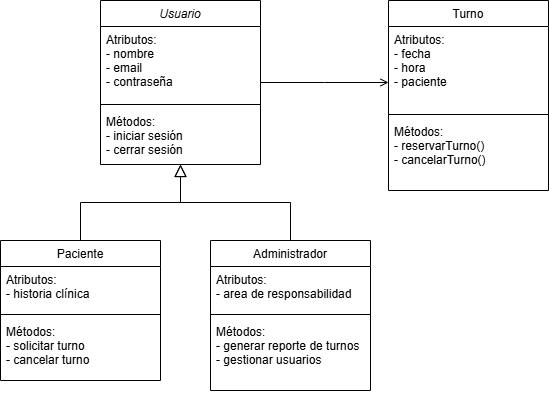 Usuario
Atributos:
- nombre
- email
- contraseña
Métodos:
- iniciar sesión
- cerrar sesión
Turno
Atributos:
- fecha
- hora
- paciente
Métodos:
- reservarTurno()
- cancelarTurno()
Paciente
Atributos:
- historia clínica
Métodos:
- solicitar turno
- cancelar turno
Administrador
Atributos:
- area de responsabilidad
Métodos:
- generar reporte de turnos
- gestionar usuarios